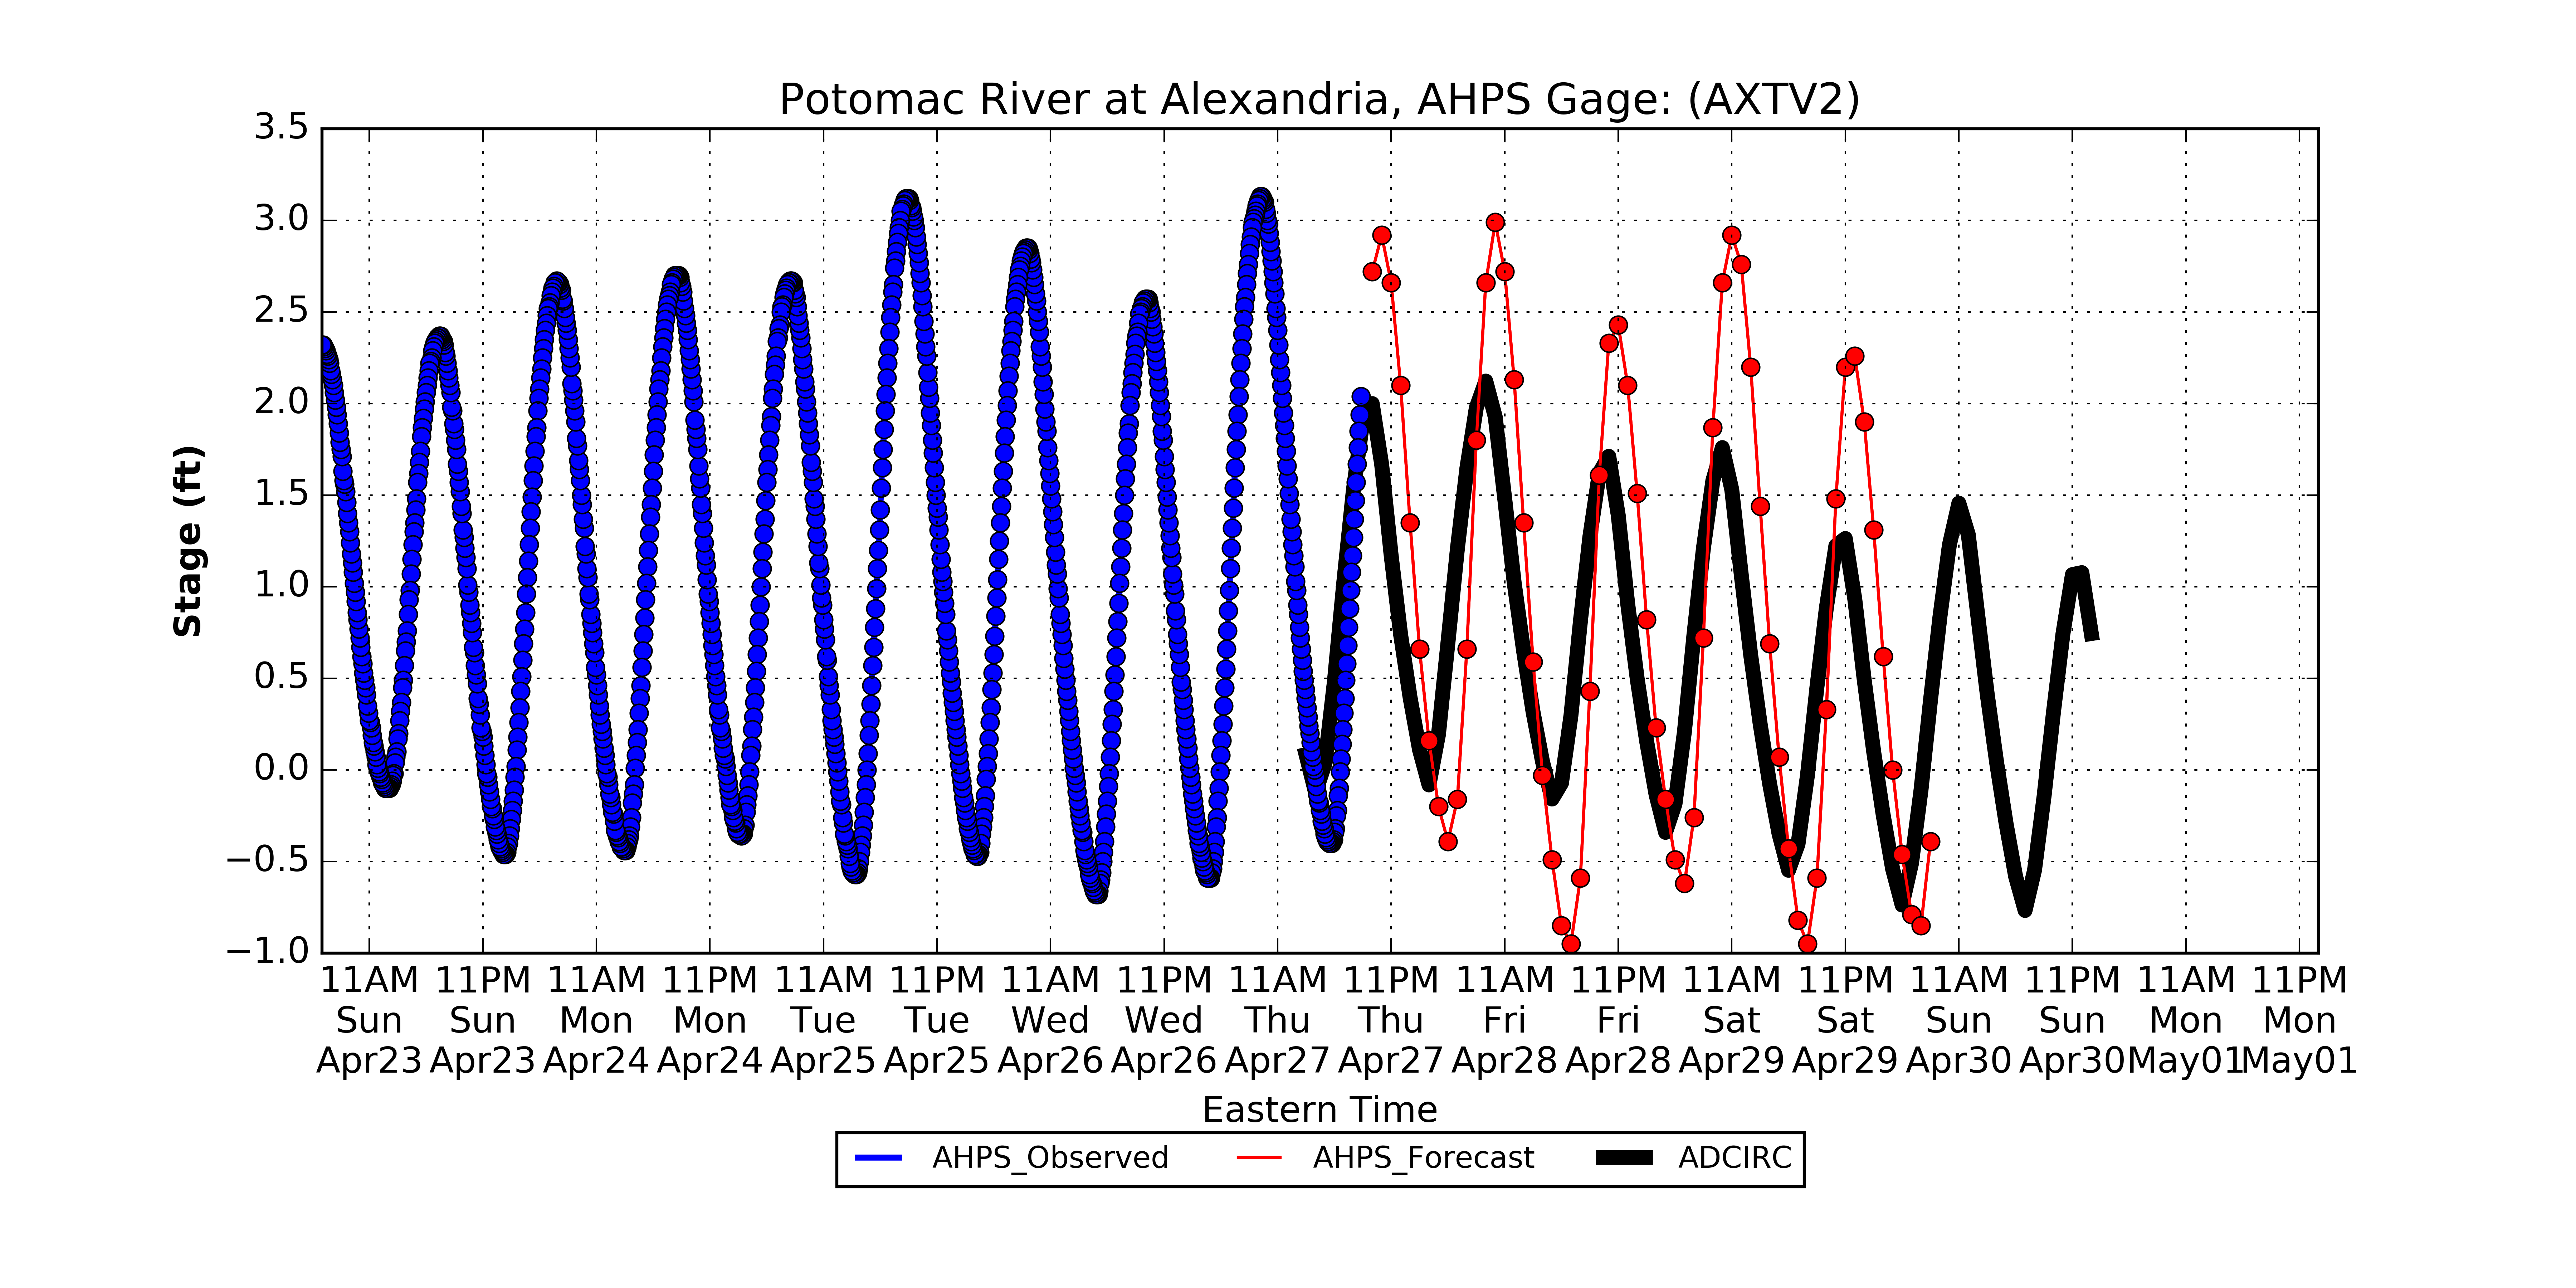 Potomac River at Alexandria, AHPS Gage: (AXTV2)
3.5
3.0
2.5
2.0
1.5
1.0
0.5
0.0
−0.5
−1.0
Stage (ft)
11AM 11PM 11AM 11PM 11AM 11PM 11AM 11PM 11AM 11PM 11AM 11PM 11AM 11PM 11AM 11PM 11AM 11PM
Sun Sun Mon Mon Tue Tue Wed Wed Thu Thu Fri Fri Sat Sat Sun Sun Mon Mon
Apr23 Apr23 Apr24 Apr24 Apr25 Apr25 Apr26 Apr26 Apr27 Apr27 Apr28 Apr28 Apr29 Apr29 Apr30 Apr30 May01 May01
Eastern Time
AHPS_Observed AHPS_Forecast ADCIRC